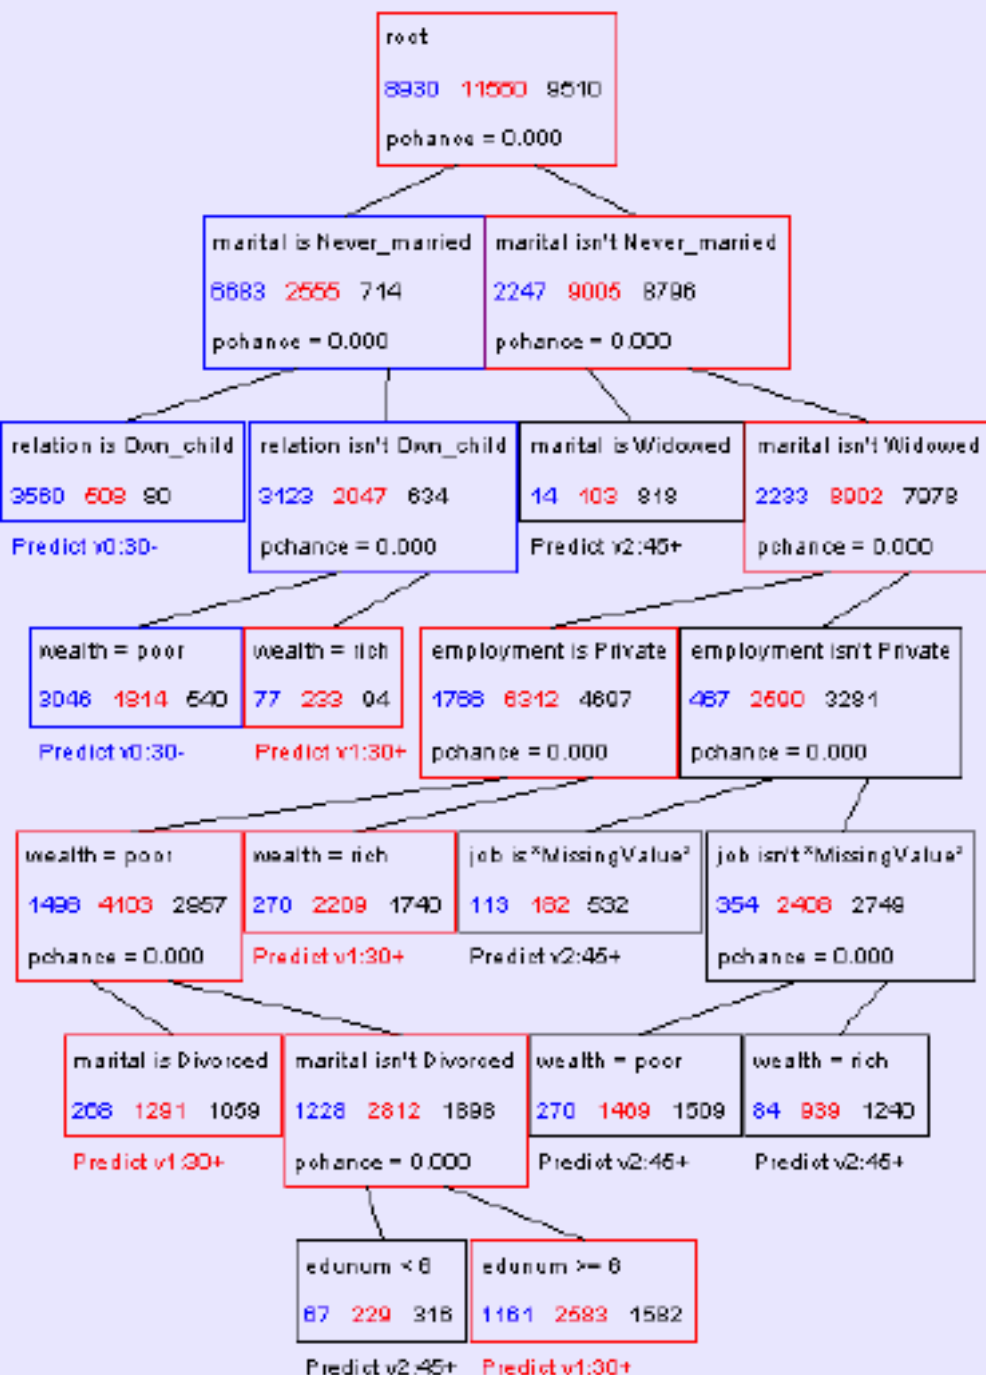 root
8930 11560 9510
pchance = 0.000
marital is Never_married
6683 2555 714
pchance = 0.000
marital isn't Never_married
2247 9005 8796
pchance = 0.000
relation is Own_child
3560 508 80
Predict v0:30-
relation isn't Own_child
3123 2047 634
pchance = 0.000
marital is Widowed
14 103 818
Predict v2:45+
marital isn't Widowed
2233 8902 7978
pchance = 0.000
wealth = poor
3046 1814 540
Predict v0:30-
wealth = rich
77 233 94
Predict v1:30+
employment is Private
1766 6312 4697
pchance = 0.000
employment isn't Private
467 2590 3281
pchance = 0.000
wealth = poor
1496 4103 2957
pchance = 0.000
wealth = rich
270 2209 1740
Predict v1:30+
job is *MissingValue*
113 182 532
Predict v2:45+
job isn't *MissingValue*
354 2408 2749
pchance = 0.000
marital is Divorced
268 1291 1059
Predict v1:30+
marital isn't Divorced
1228 2812 1898
pchance = 0.000
wealth = poor
270 1469 1509
Predict v2:45+
wealth = rich
84 939 1240
Predict v2:45+
edunum < 6
67 229 316
Predict v2:45+
edunum >= 6
1161 2583 1582
Predict v1:30+